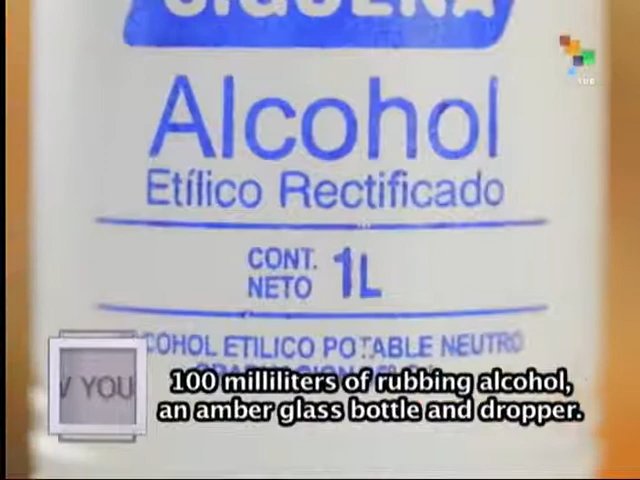 Alcohol
Etílico Rectificado
CONT. NETO 1L
ALCOHOL ETILICO POTABLE NEUTRO
V YOU
100 milliliters of rubbing alcohol,
an amber glass bottle and dropper.